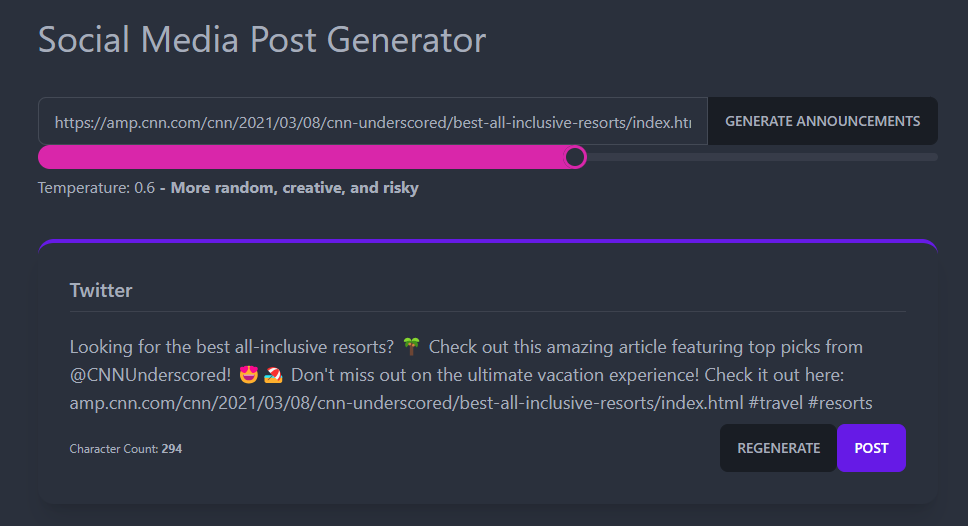 Social Media Post Generator
https://amp.cnn.com/cnn/2021/03/08/cnn-underscored/best-all-inclusive-resorts/index.htm
GENERATE ANNOUNCEMENTS
Temperature: 0.6 - More random, creative, and risky
Twitter
Looking for the best all-inclusive resorts? 🌴 Check out this amazing article featuring top picks from
@CNNUnderscored! 🤩🏖️ Don't miss out on the ultimate vacation experience! Check it out here:
amp.cnn.com/cnn/2021/03/08/cnn-underscored/best-all-inclusive-resorts/index.html #travel #resorts
Character Count: 294
REGENERATE
POST